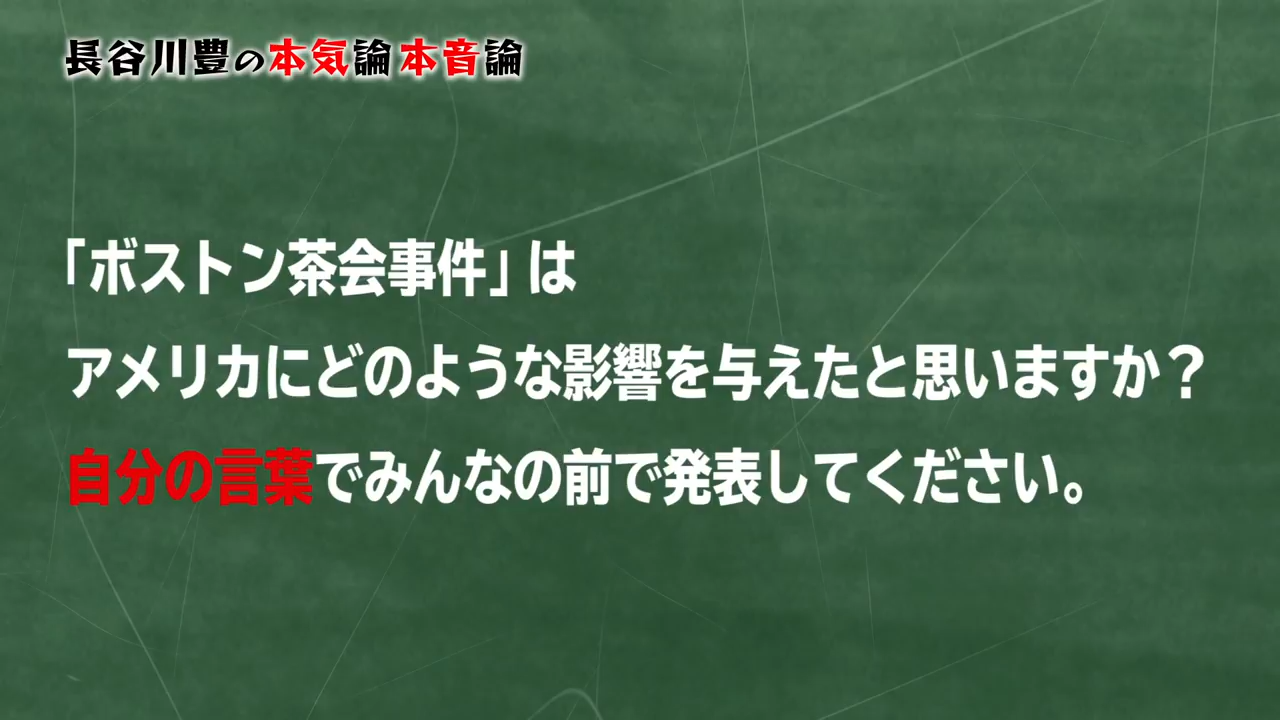 長谷川豊の本気論本音論
「ボストン茶会事件」は
アメリカにどのような影響を与えたと思いますか？
自分の言葉でみんなの前で発表してください。